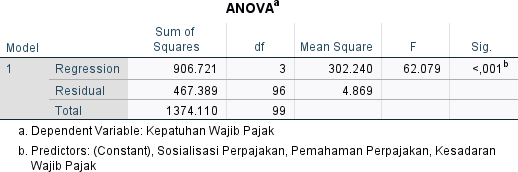 ANOVAa
Model Sum of Squares df Mean Square F Sig.
1 Regression 906.721 3 302.240 62.079 <,001b
Residual 467.389 96 4.869
Total 1374.110 99
a. Dependent Variable: Kepatuhan Wajib Pajak
b. Predictors: (Constant), Sosialisasi Perpajakan, Pemahaman Perpajakan, Kesadaran
Wajib Pajak